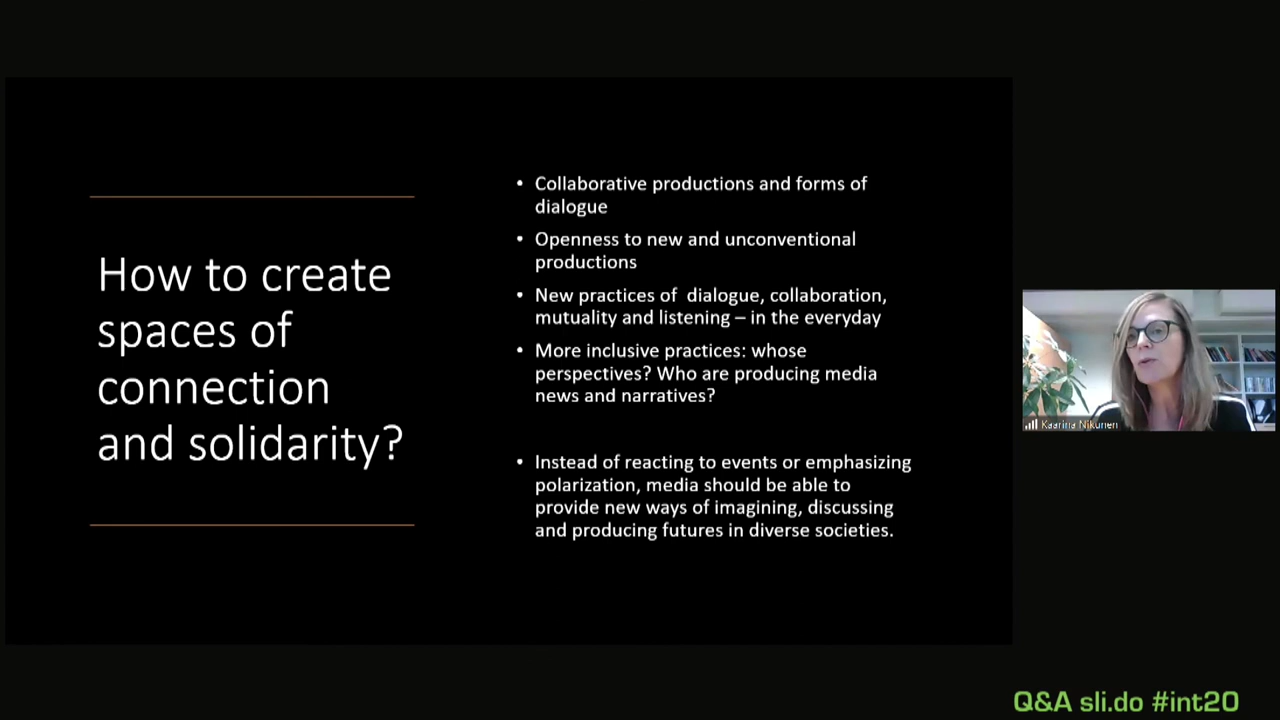 How to create
spaces of
connection
and solidarity?
• Collaborative productions and forms of
dialogue
• Openness to new and unconventional
productions
• New practices of  dialogue, collaboration,
mutuality and listening – in the everyday
• More inclusive practices: whose
perspectives? Who are producing media
news and narratives?
• Instead of reacting to events or emphasizing
polarization, media should be able to
provide new ways of imagining, discussing
and producing futures in diverse societies.
Kaarina Nikunen
Q&A sli.do #int20